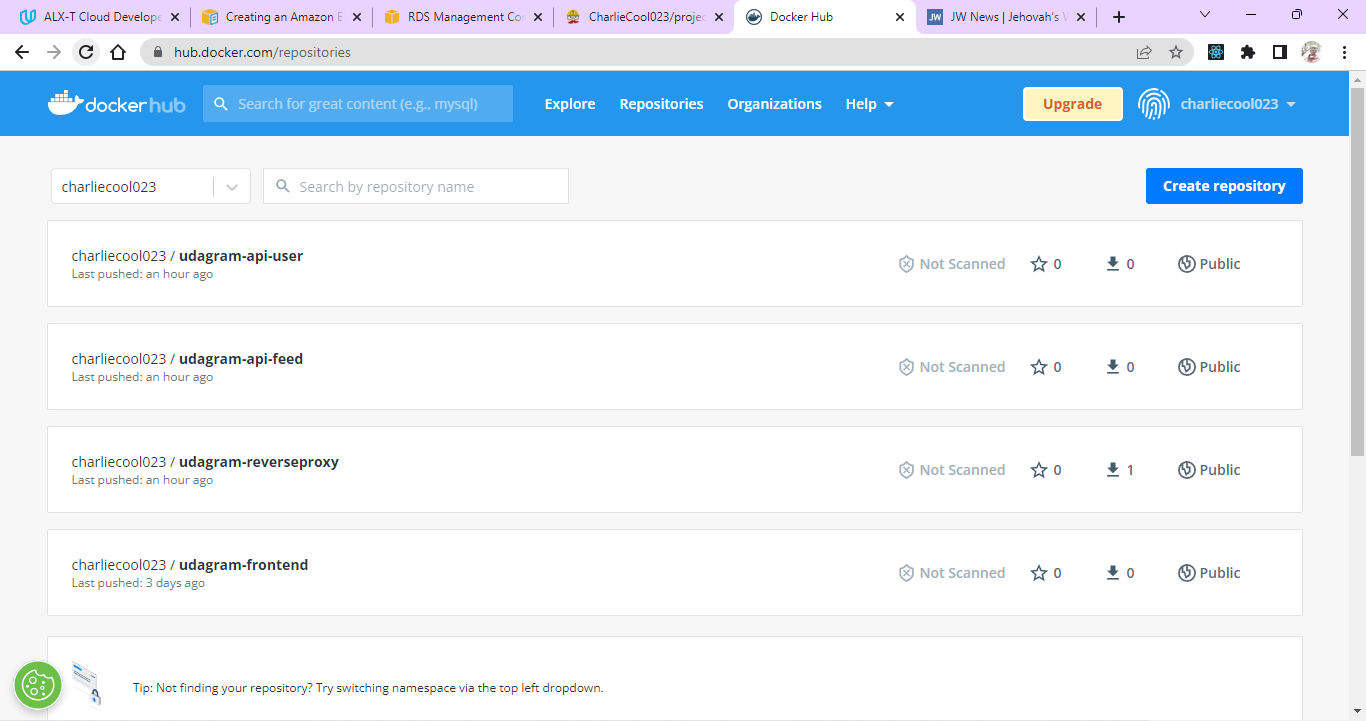 ALX-T Cloud Develope
Creating an Amazon E
RDS Management Con
CharlieCool023/projec
Docker Hub
JW
JW News | Jehovah's W
hub.docker.com/repositories
dockerhub
Search for great content (e.g., mysql)
Explore
Repositories
Organizations
Help
Upgrade
charliecool023
charliecool023
Search by repository name
Create repository
charliecool023 / udagram-api-user
Last pushed: an hour ago
Not Scanned
0
0
Public
charliecool023 / udagram-api-feed
Last pushed: an hour ago
Not Scanned
0
0
Public
charliecool023 / udagram-reverseproxy
Last pushed: an hour ago
Not Scanned
0
1
Public
charliecool023 / udagram-frontend
Last pushed: 3 days ago
Not Scanned
0
0
Public
Tip: Not finding your repository? Try switching namespace via the top left dropdown.